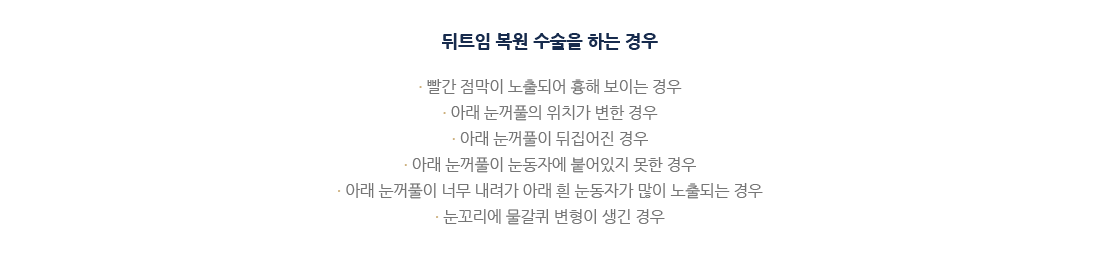 뒤트임 복원 수술을 하는 경우
· 빨간 점막이 노출되어 흉해 보이는 경우
· 아래 눈꺼풀의 위치가 변한 경우
· 아래 눈꺼풀이 뒤집어진 경우
· 아래 눈꺼풀이 눈동자에 붙어있지 못한 경우
· 아래 눈꺼풀이 너무 내려가 아래 흰 눈동자가 많이 노출되는 경우
· 눈꼬리에 물갈퀴 변형이 생긴 경우